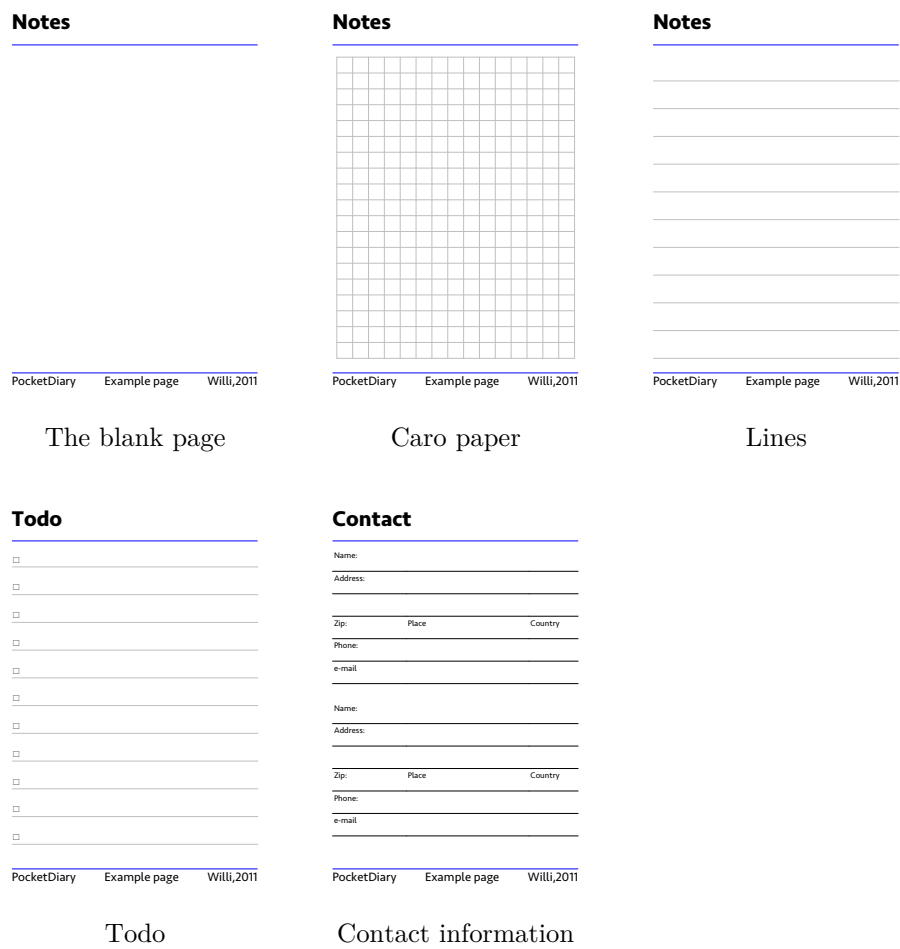 Notes
PocketDiary Example page Willi,2011
The blank page
Notes
PocketDiary Example page Willi,2011
Caro paper
Notes
PocketDiary Example page Willi,2011
Lines
Todo
PocketDiary Example page Willi,2011
Todo
Contact
Name:
Address:
Zip: Place Country
Phone:
e-mail
Name:
Address:
Zip: Place Country
Phone:
e-mail
PocketDiary Example page Willi,2011
Contact information